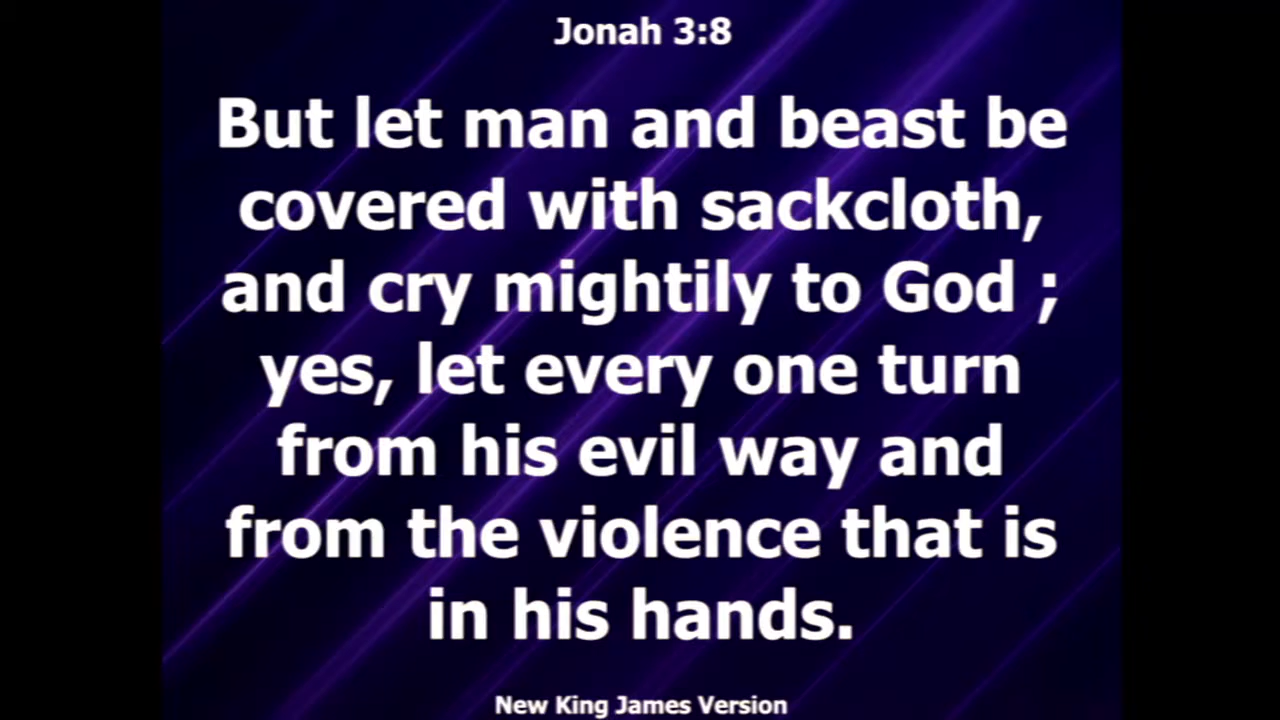 Jonah 3:8
But let man and beast be
covered with sackcloth,
and cry mightily to God ;
yes, let every one turn
from his evil way and
from the violence that is
in his hands.
New King James Version